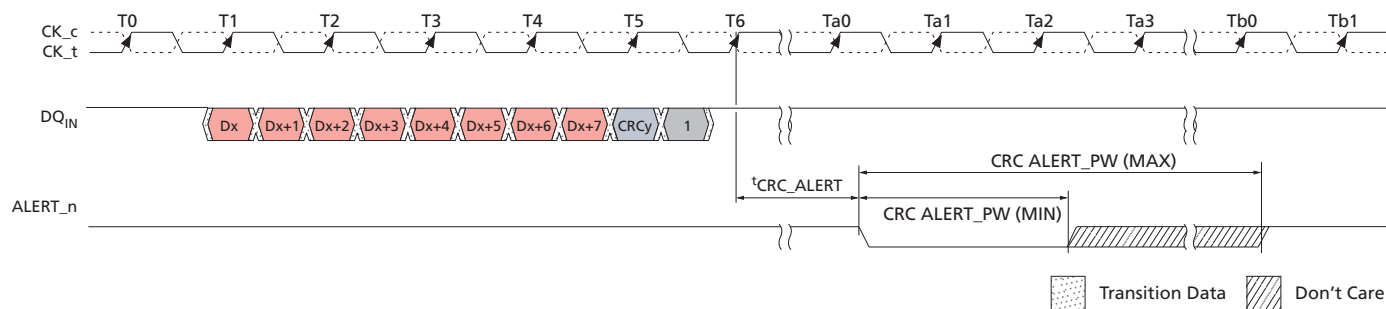 T0 T1 T2 T3 T4 T5 T6 Ta0 Ta1 Ta2 Ta3 Tb0 Tb1
CK_c
CK_t
DQIN
Dx Dx+1 Dx+2 Dx+3 Dx+4 Dx+5 Dx+6 Dx+7 CRCy 1
CRC ALERT_PW (MAX)
tCRC_ALERT
ALERT_n
CRC ALERT_PW (MIN)
Transition Data
Don't Care